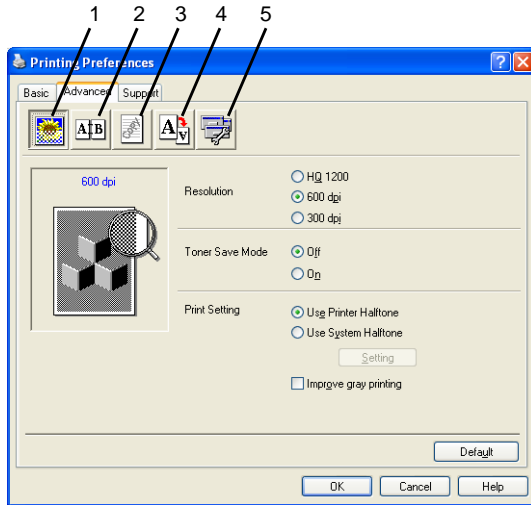 1 2 3 4 5
Printing Preferences
Basic Advanced Support
A B Copy A A
600 dpi
Resolution
HQ 1200
600 dpi
300 dpi
Toner Save Mode
Off
On
Print Setting
Use Printer Halftone
Use System Halftone
Setting
Improve gray printing
Default
OK Cancel Help